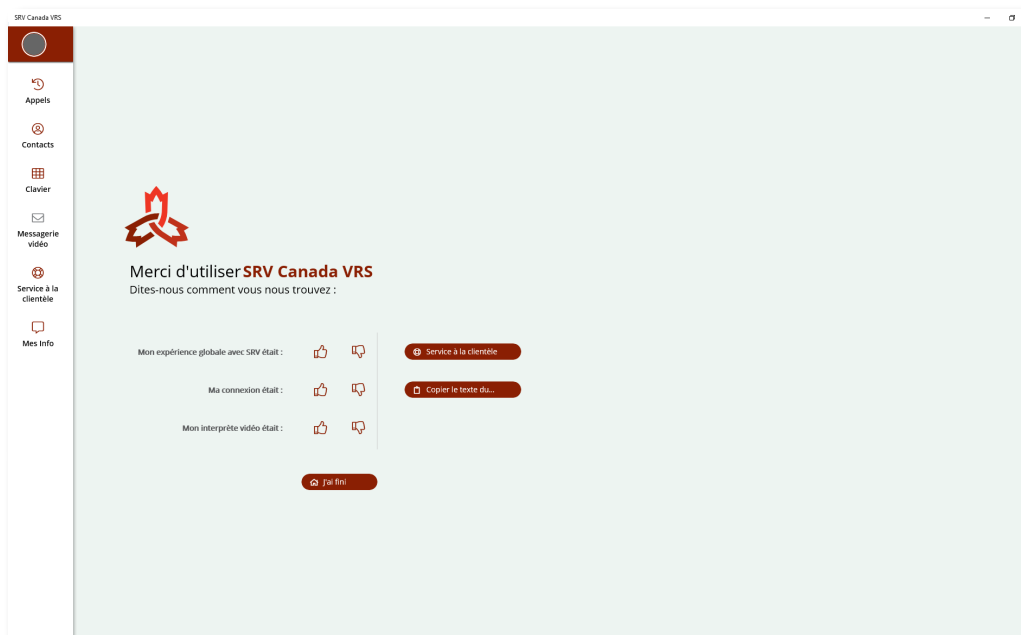 SRV Canada VRS
Appels
Contacts
Clavier
Messagerie
vidéo
Service à la
clientèle
Mes Info
Merci d'utiliser SRV Canada VRS
Dites-nous comment vous nous trouvez :
Mon expérience globale avec SRV était :
Service à la clientèle
Ma connexion était :
Copier le texte du...
Mon interprète vidéo était :
J'ai fini